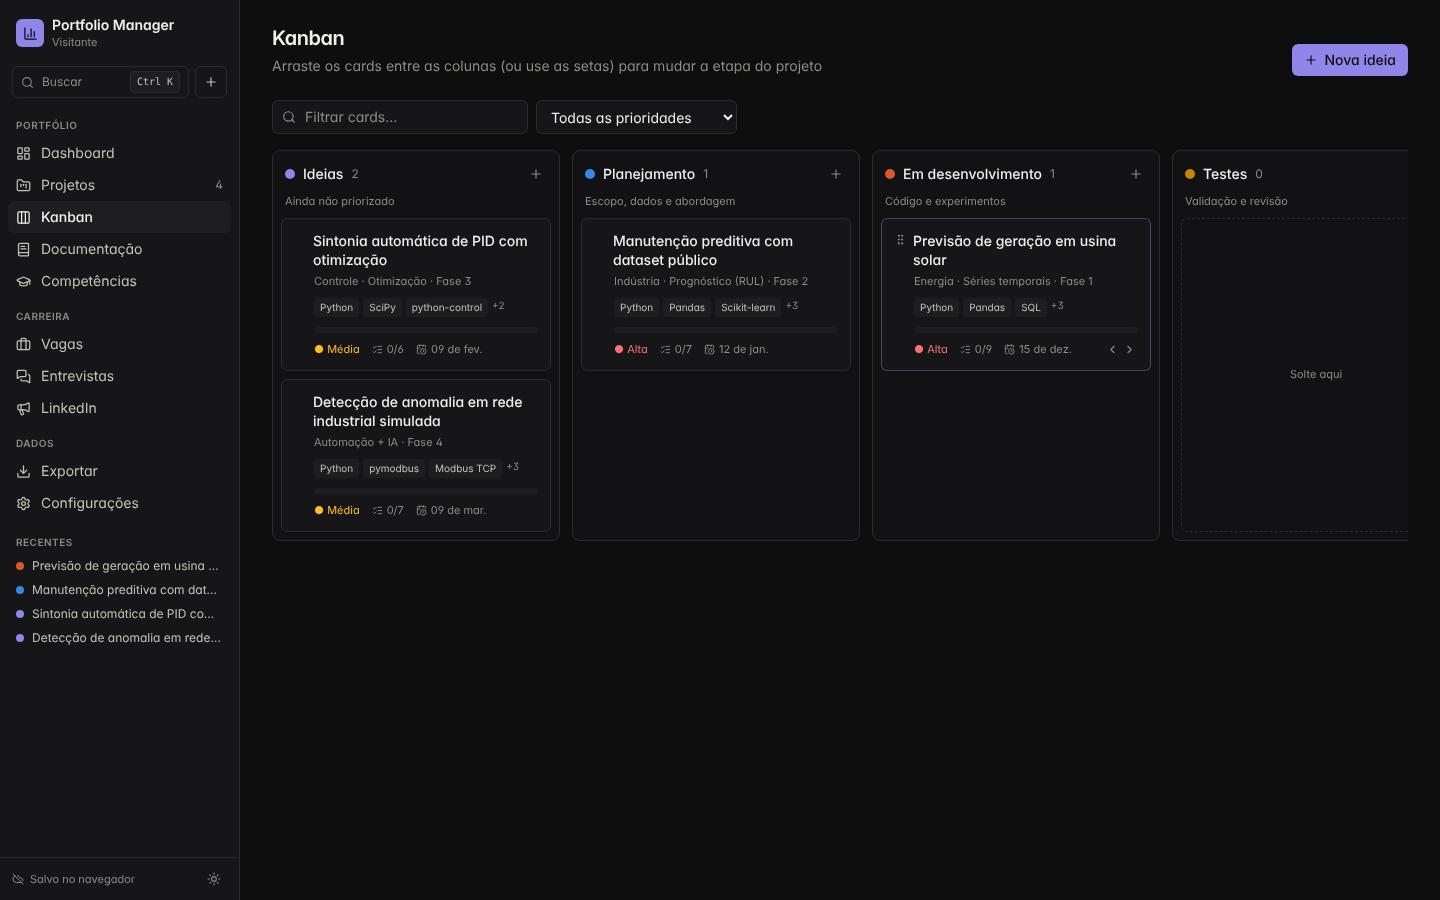 Portfolio Manager
Visitante
Buscar
Ctrl K
PORTFÓLIO
Dashboard
Projetos 4
Kanban
Documentação
Competências
CARREIRA
Vagas
Entrevistas
LinkedIn
DADOS
Exportar
Configurações
RECENTES
Previsão de geração em usina ...
Manutenção preditiva com dat...
Sintonia automática de PID co...
Detecção de anomalia em rede...
Salvo no navegador
Kanban
Arraste os cards entre as colunas (ou use as setas) para mudar a etapa do projeto
Nova ideia
Filtrar cards...
Todas as prioridades
Ideias 2
Ainda não priorizado
Sintonia automática de PID com
otimização
Controle · Otimização · Fase 3
Python SciPy python-control +2
Média 0/6 09 de fev.
Detecção de anomalia em rede
industrial simulada
Automação + IA · Fase 4
Python pymodbus Modbus TCP +3
Média 0/7 09 de mar.
Planejamento 1
Escopo, dados e abordagem
Manutenção preditiva com
dataset público
Indústria · Prognóstico (RUL) · Fase 2
Python Pandas Scikit-learn +3
Alta 0/7 12 de jan.
Em desenvolvimento 1
Código e experimentos
Previsão de geração em usina
solar
Energia · Séries temporais · Fase 1
Python Pandas SQL +3
Alta 0/9 15 de dez.
Testes 0
Validação e revisão
Solte aqui